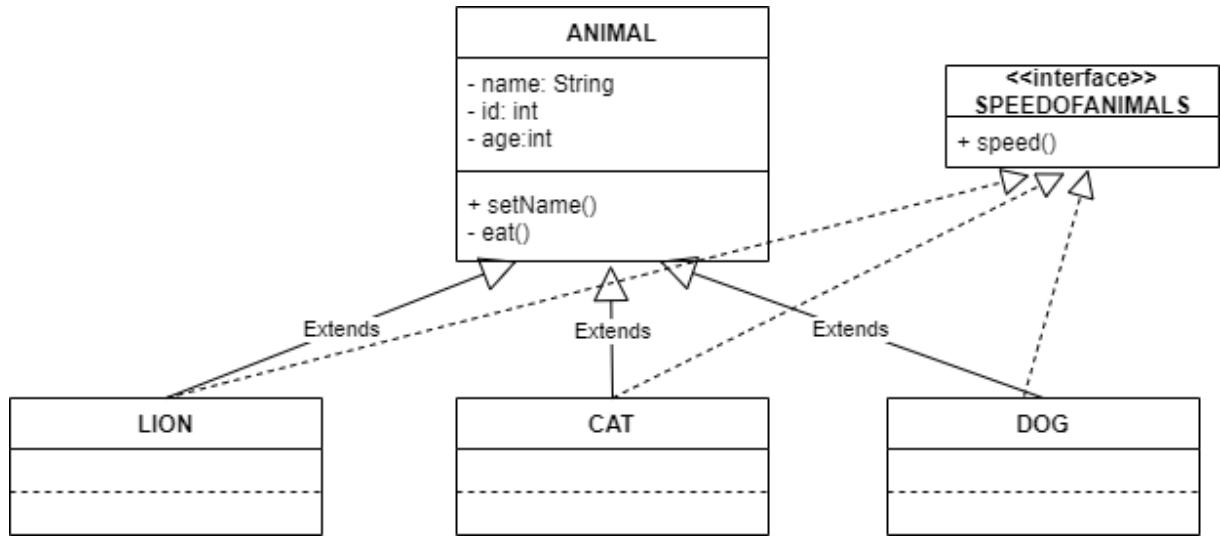 ANIMAL
- name: String
- id: int
- age:int
+ setName()
- eat()
<<interface>>
SPEEDOFANIMALS
+ speed()
Extends
Extends
Extends
LION
CAT
DOG